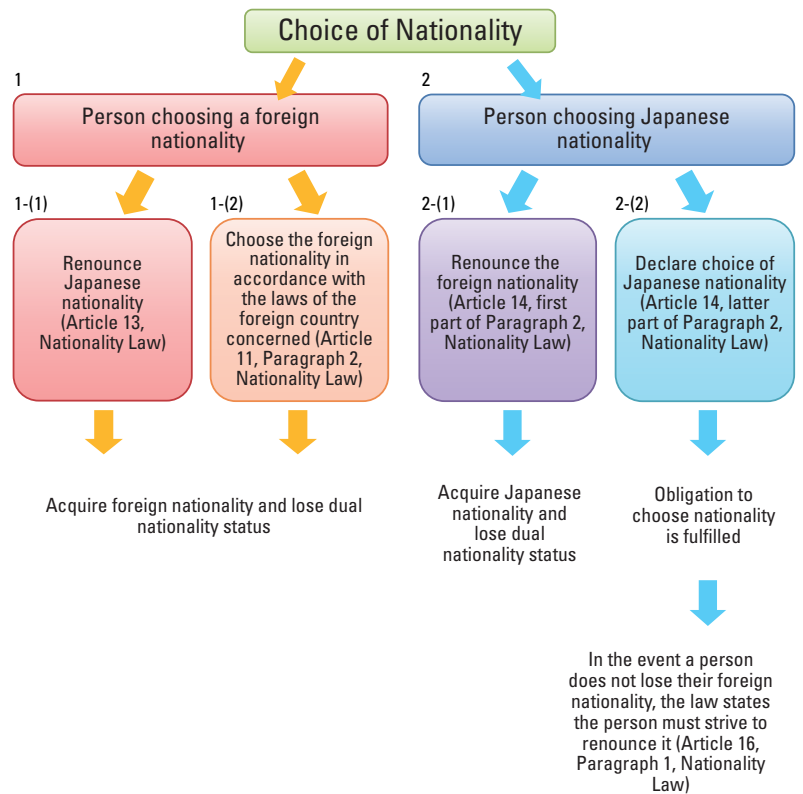 Choice of Nationality
1
Person choosing a foreign
nationality
2
Person choosing Japanese
nationality
1-(1)
Renounce
Japanese
nationality
(Article 13,
Nationality Law)
1-(2)
Choose the foreign
nationality in
accordance with
the laws of the
foreign country
concerned (Article
11, Paragraph 2,
Nationality Law)
2-(1)
Renounce the
foreign nationality
(Article 14, first
part of Paragraph 2,
Nationality Law)
2-(2)
Declare choice of
Japanese nationality
(Article 14, latter
part of Paragraph 2,
Nationality Law)
Acquire foreign nationality and lose dual
nationality status
Acquire Japanese
nationality and
lose dual
nationality status
Obligation to
choose nationality
is fulfilled
In the event a person
does not lose their foreign
nationality, the law states
the person must strive to
renounce it (Article 16,
Paragraph 1, Nationality
Law)